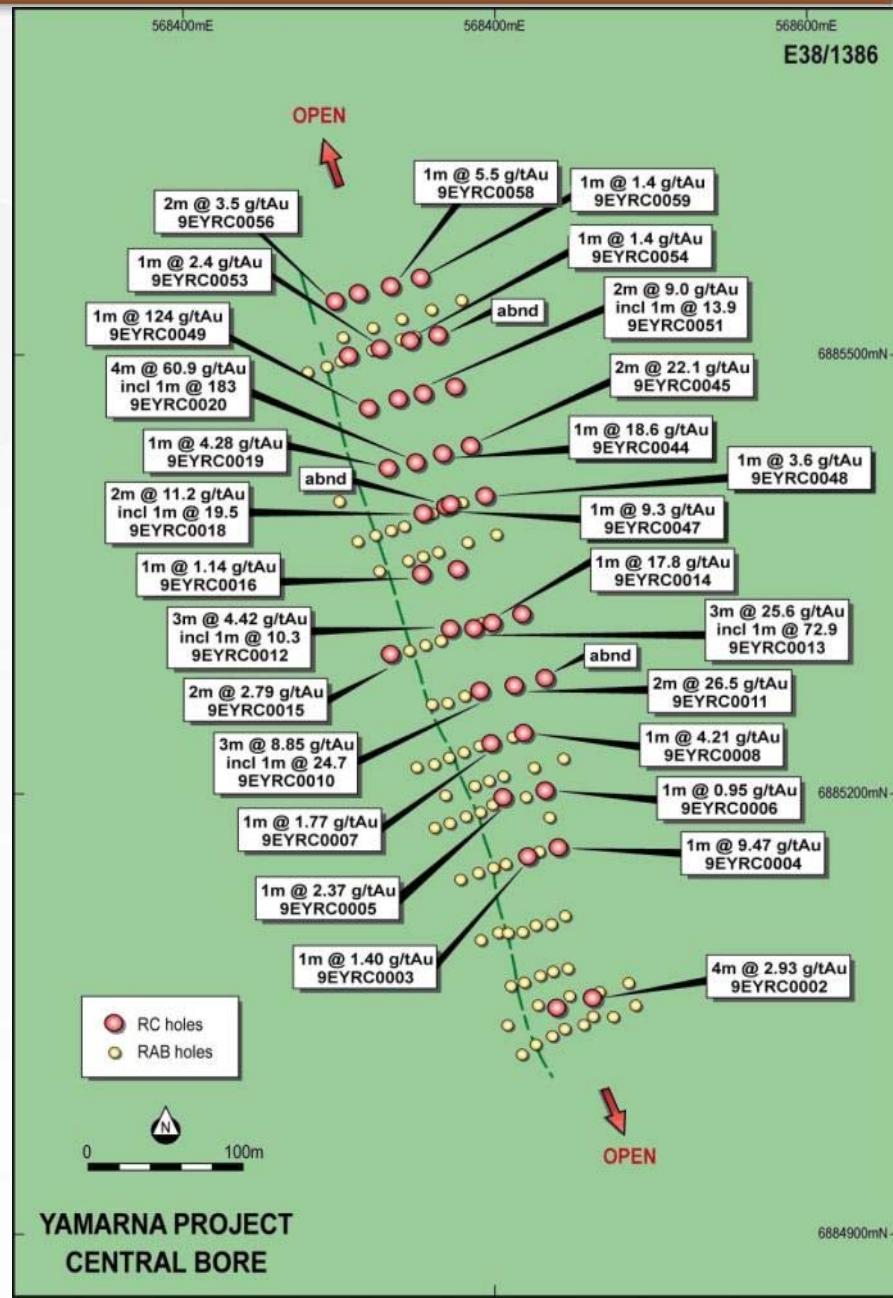 568400mE
568400mE
568600mE
E38/1386
OPEN
1m @ 5.5 g/tAu
9EYRC0058
1m @ 1.4 g/tAu
9EYRC0059
2m @ 3.5 g/tAu
9EYRC0056
1m @ 1.4 g/tAu
9EYRC0054
1m @ 2.4 g/tAu
9EYRC0053
2m @ 9.0 g/tAu
incl 1m @ 13.9
9EYRC0051
abnd
1m @ 124 g/tAu
9EYRC0049
6885500mN
4m @ 60.9 g/tAu
incl 1m @ 183
9EYRC0020
2m @ 22.1 g/tAu
9EYRC0045
1m @ 18.6 g/tAu
9EYRC0044
1m @ 4.28 g/tAu
9EYRC0019
1m @ 3.6 g/tAu
9EYRC0048
abnd
2m @ 11.2 g/tAu
incl 1m @ 19.5
9EYRC0018
1m @ 9.3 g/tAu
9EYRC0047
1m @ 17.8 g/tAu
9EYRC0014
1m @ 1.14 g/tAu
9EYRC0016
3m @ 4.42 g/tAu
incl 1m @ 10.3
9EYRC0012
3m @ 25.6 g/tAu
incl 1m @ 72.9
9EYRC0013
abnd
2m @ 2.79 g/tAu
9EYRC0015
2m @ 26.5 g/tAu
9EYRC0011
3m @ 8.85 g/tAu
incl 1m @ 24.7
9EYRC0010
1m @ 4.21 g/tAu
9EYRC0008
1m @ 0.95 g/tAu
9EYRC0006
6885200mN
1m @ 1.77 g/tAu
9EYRC0007
1m @ 9.47 g/tAu
9EYRC0004
1m @ 2.37 g/tAu
9EYRC0005
1m @ 1.40 g/tAu
9EYRC0003
4m @ 2.93 g/tAu
9EYRC0002
RC holes
RAB holes
N
0 100m
OPEN
YAMARNA PROJECT
CENTRAL BORE
6884900mN